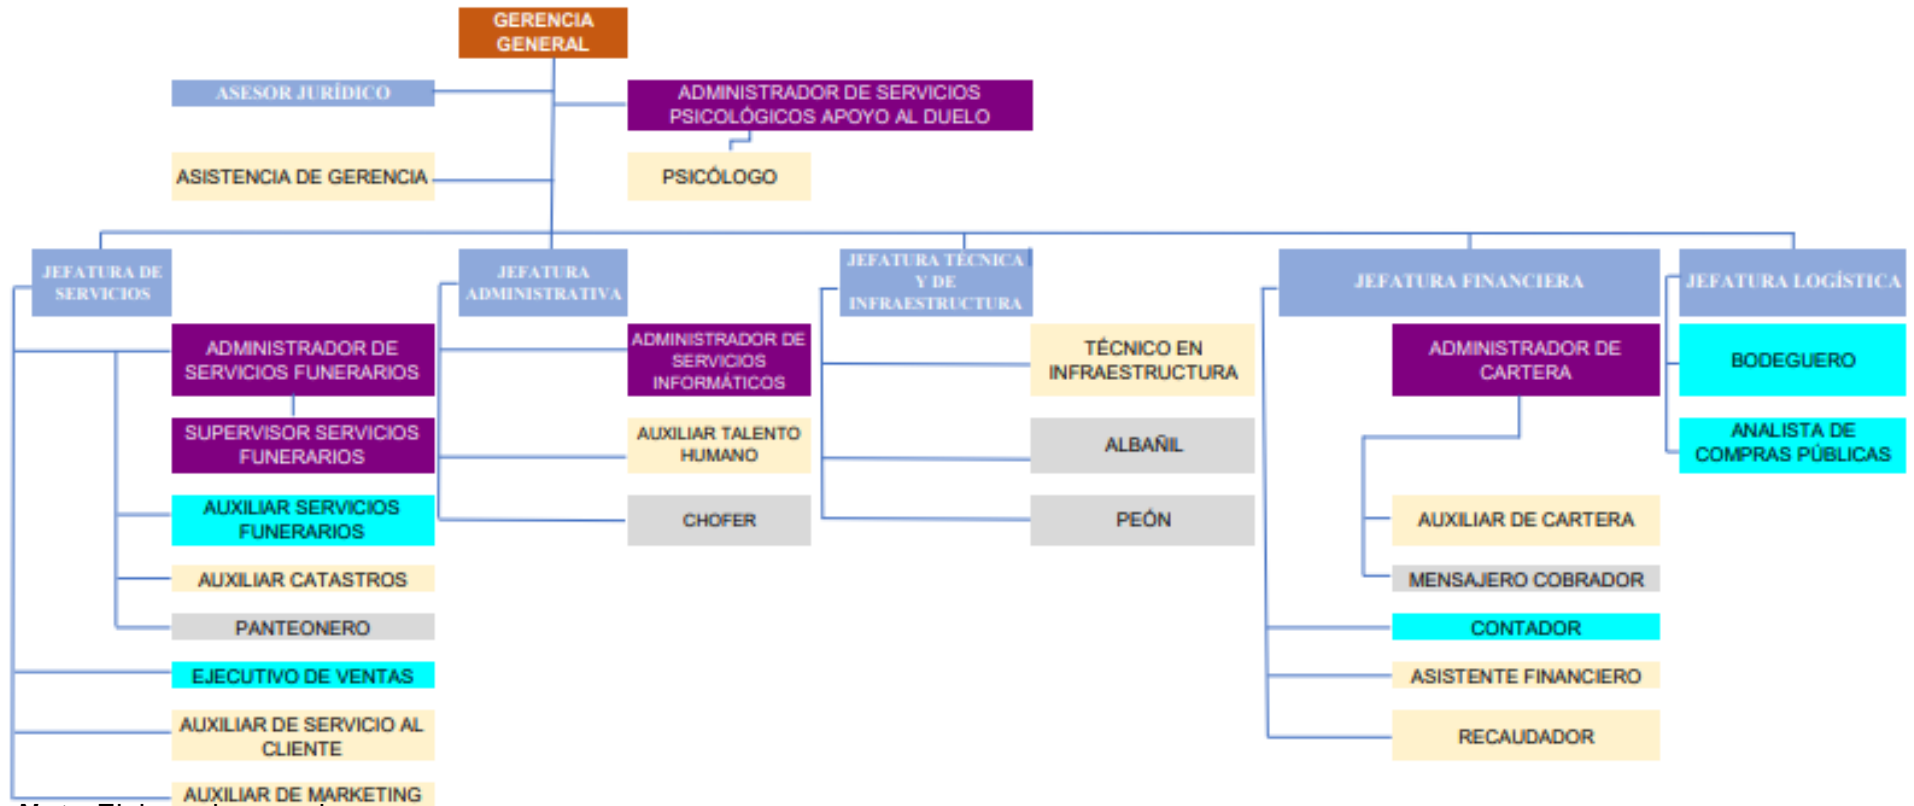 GERENCIA
GENERAL
ASESOR JURÍDICO
ADMINISTRADOR DE SERVICIOS
PSICOLÓGICOS APOYO AL DUELO
ASISTENCIA DE GERENCIA
PSICÓLOGO
JEFATURA DE
SERVICIOS
JEFATURA
ADMINISTRATIVA
JEFATURA TÉCNICA
Y DE
INFRAESTRUCTURA
JEFATURA FINANCIERA
JEFATURA LOGÍSTICA
ADMINISTRADOR DE
SERVICIOS FUNERARIOS
SUPERVISOR SERVICIOS
FUNERARIOS
AUXILIAR SERVICIOS
FUNERARIOS
AUXILIAR CATASTROS
PANTEONERO
EJECUTIVO DE VENTAS
AUXILIAR DE SERVICIO AL
CLIENTE
AUXILIAR DE MARKETING
ADMINISTRADOR DE
SERVICIOS
INFORMÁTICOS
AUXILIAR TALENTO
HUMANO
CHOFER
TÉCNICO EN
INFRAESTRUCTURA
ALBAÑIL
PEÓN
ADMINISTRADOR DE
CARTERA
AUXILIAR DE CARTERA
MENSAJERO COBRADOR
CONTADOR
ASISTENTE FINANCIERO
RECAUDADOR
BODEGUERO
ANALISTA DE
COMPRAS PÚBLICAS